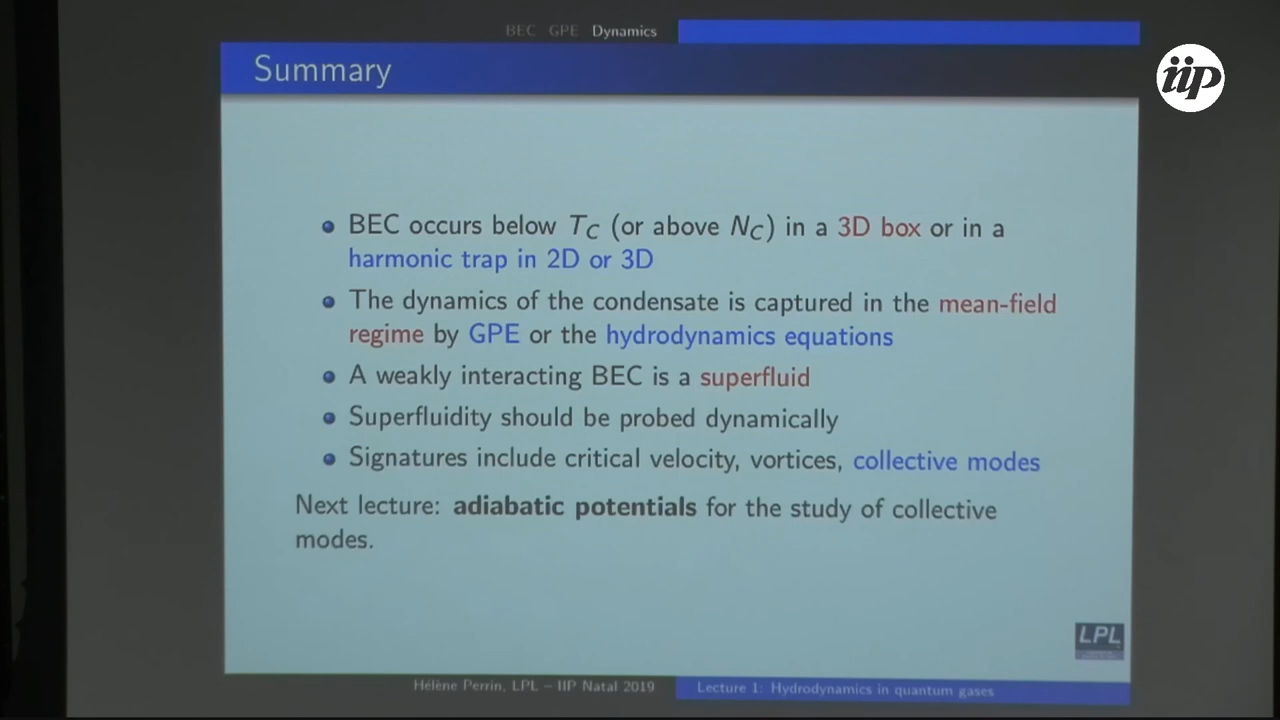 BEC GPE Dynamics
iip
Summary
BEC occurs below T_C (or above N_C) in a 3D box or in a
harmonic trap in 2D or 3D
The dynamics of the condensate is captured in the mean-field
regime by GPE or the hydrodynamics equations
A weakly interacting BEC is a superfluid
Superfluidity should be probed dynamically
Signatures include critical velocity, vortices, collective modes
Next lecture: adiabatic potentials for the study of collective
modes.
LPL
Hélène Perrin, LPL – IIP Natal 2019
Lecture 1: Hydrodynamics in quantum gases